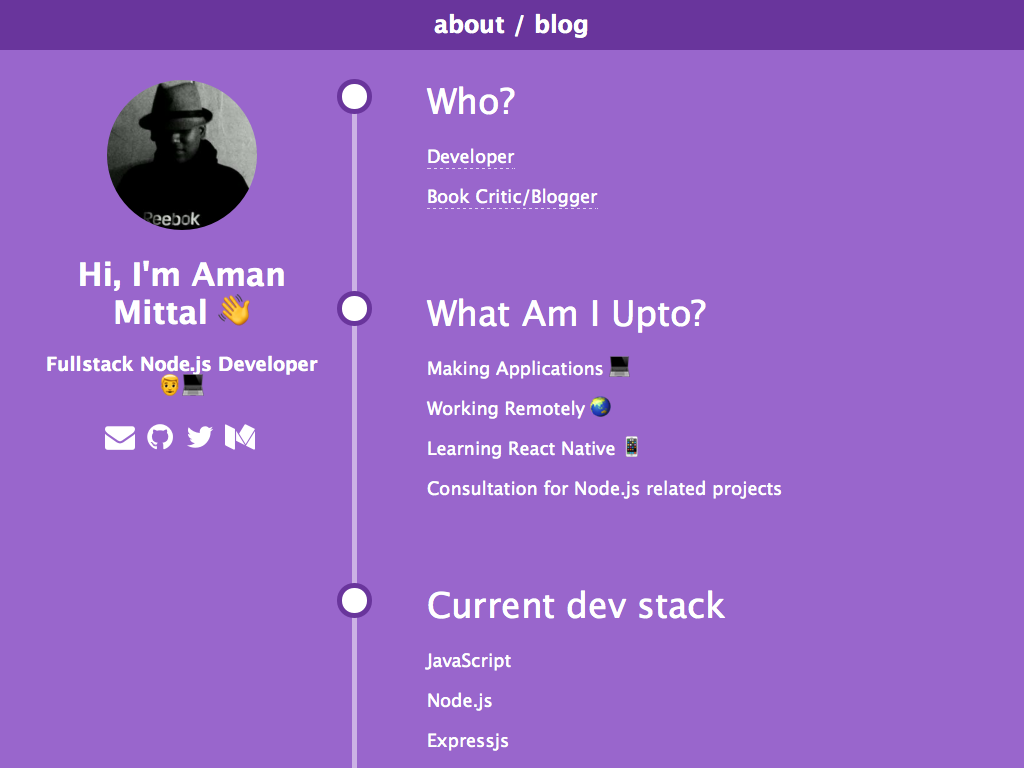 about / blog
Reebok
Hi, I'm Aman
Mittal 👋
Fullstack Node.js Developer
👨💻
Who?
Developer
Book Critic/Blogger
What Am I Upto?
Making Applications 💻
Working Remotely 🌏
Learning React Native 📱
Consultation for Node.js related projects
Current dev stack
JavaScript
Node.js
Expressjs